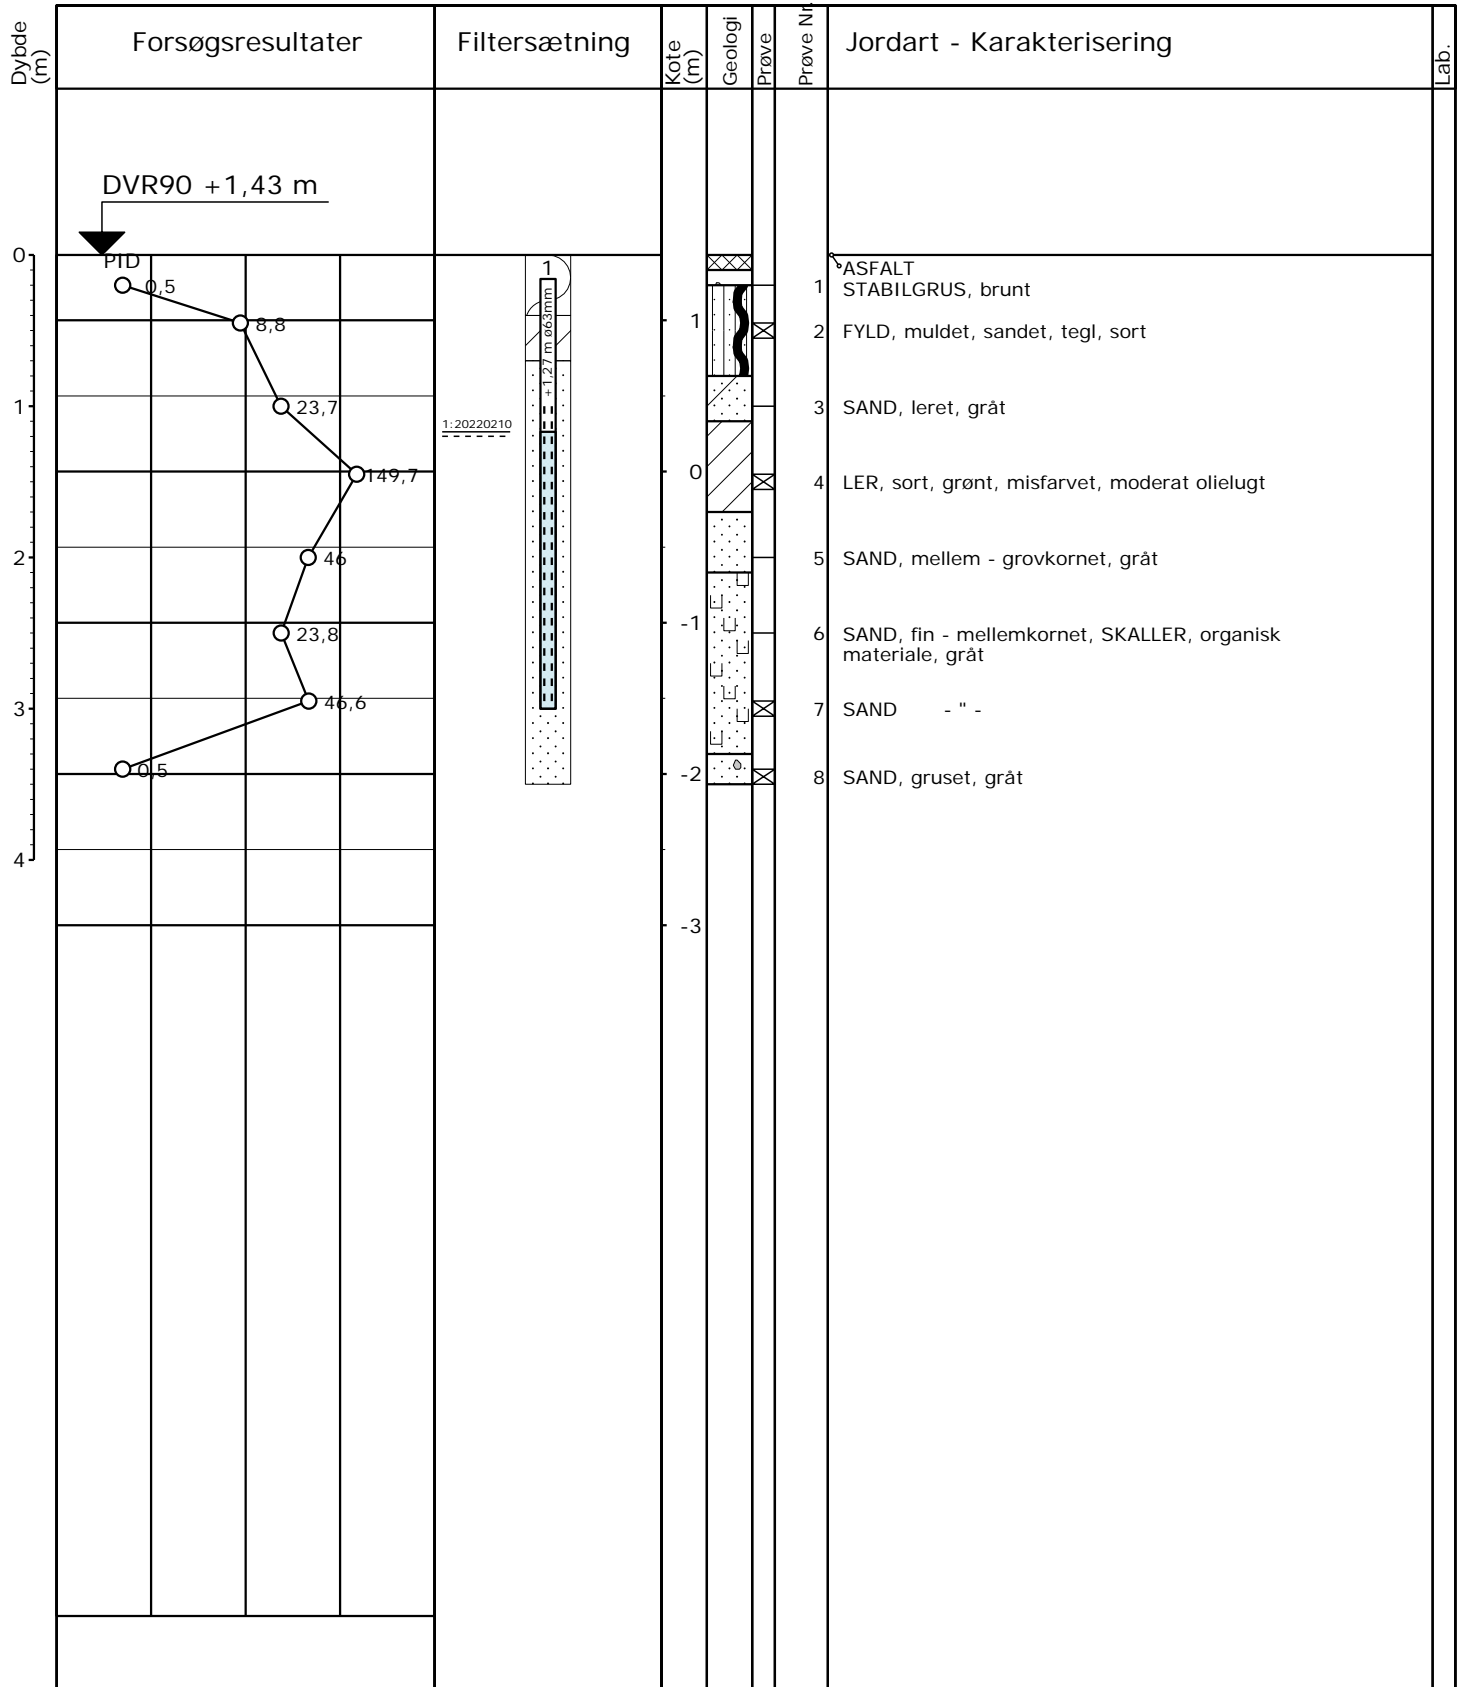 Dybde (m)
Forsøgsresultater
Filtersætning
Kote (m)
Geologi
Prøve
Prøve Nr.
Jordart - Karakterisering
Lab.
DVR90 +1,43 m
0
PID
0,5
8,8
1
23,7
149,7
2
46
23,8
3
46,6
0,5
4
1
+1,27 m ø63mm
1:20220210
1
0
-1
-2
-3
ASFALT
1 STABILGRUS, brunt
2 FYLD, muldet, sandet, tegl, sort
3 SAND, leret, gråt
4 LER, sort, grønt, misfarvet, moderat olielugt
5 SAND, mellem - grovkornet, gråt
6 SAND, fin - mellemkornet, SKALLER, organisk
materiale, gråt
7 SAND - " -
8 SAND, gruset, gråt